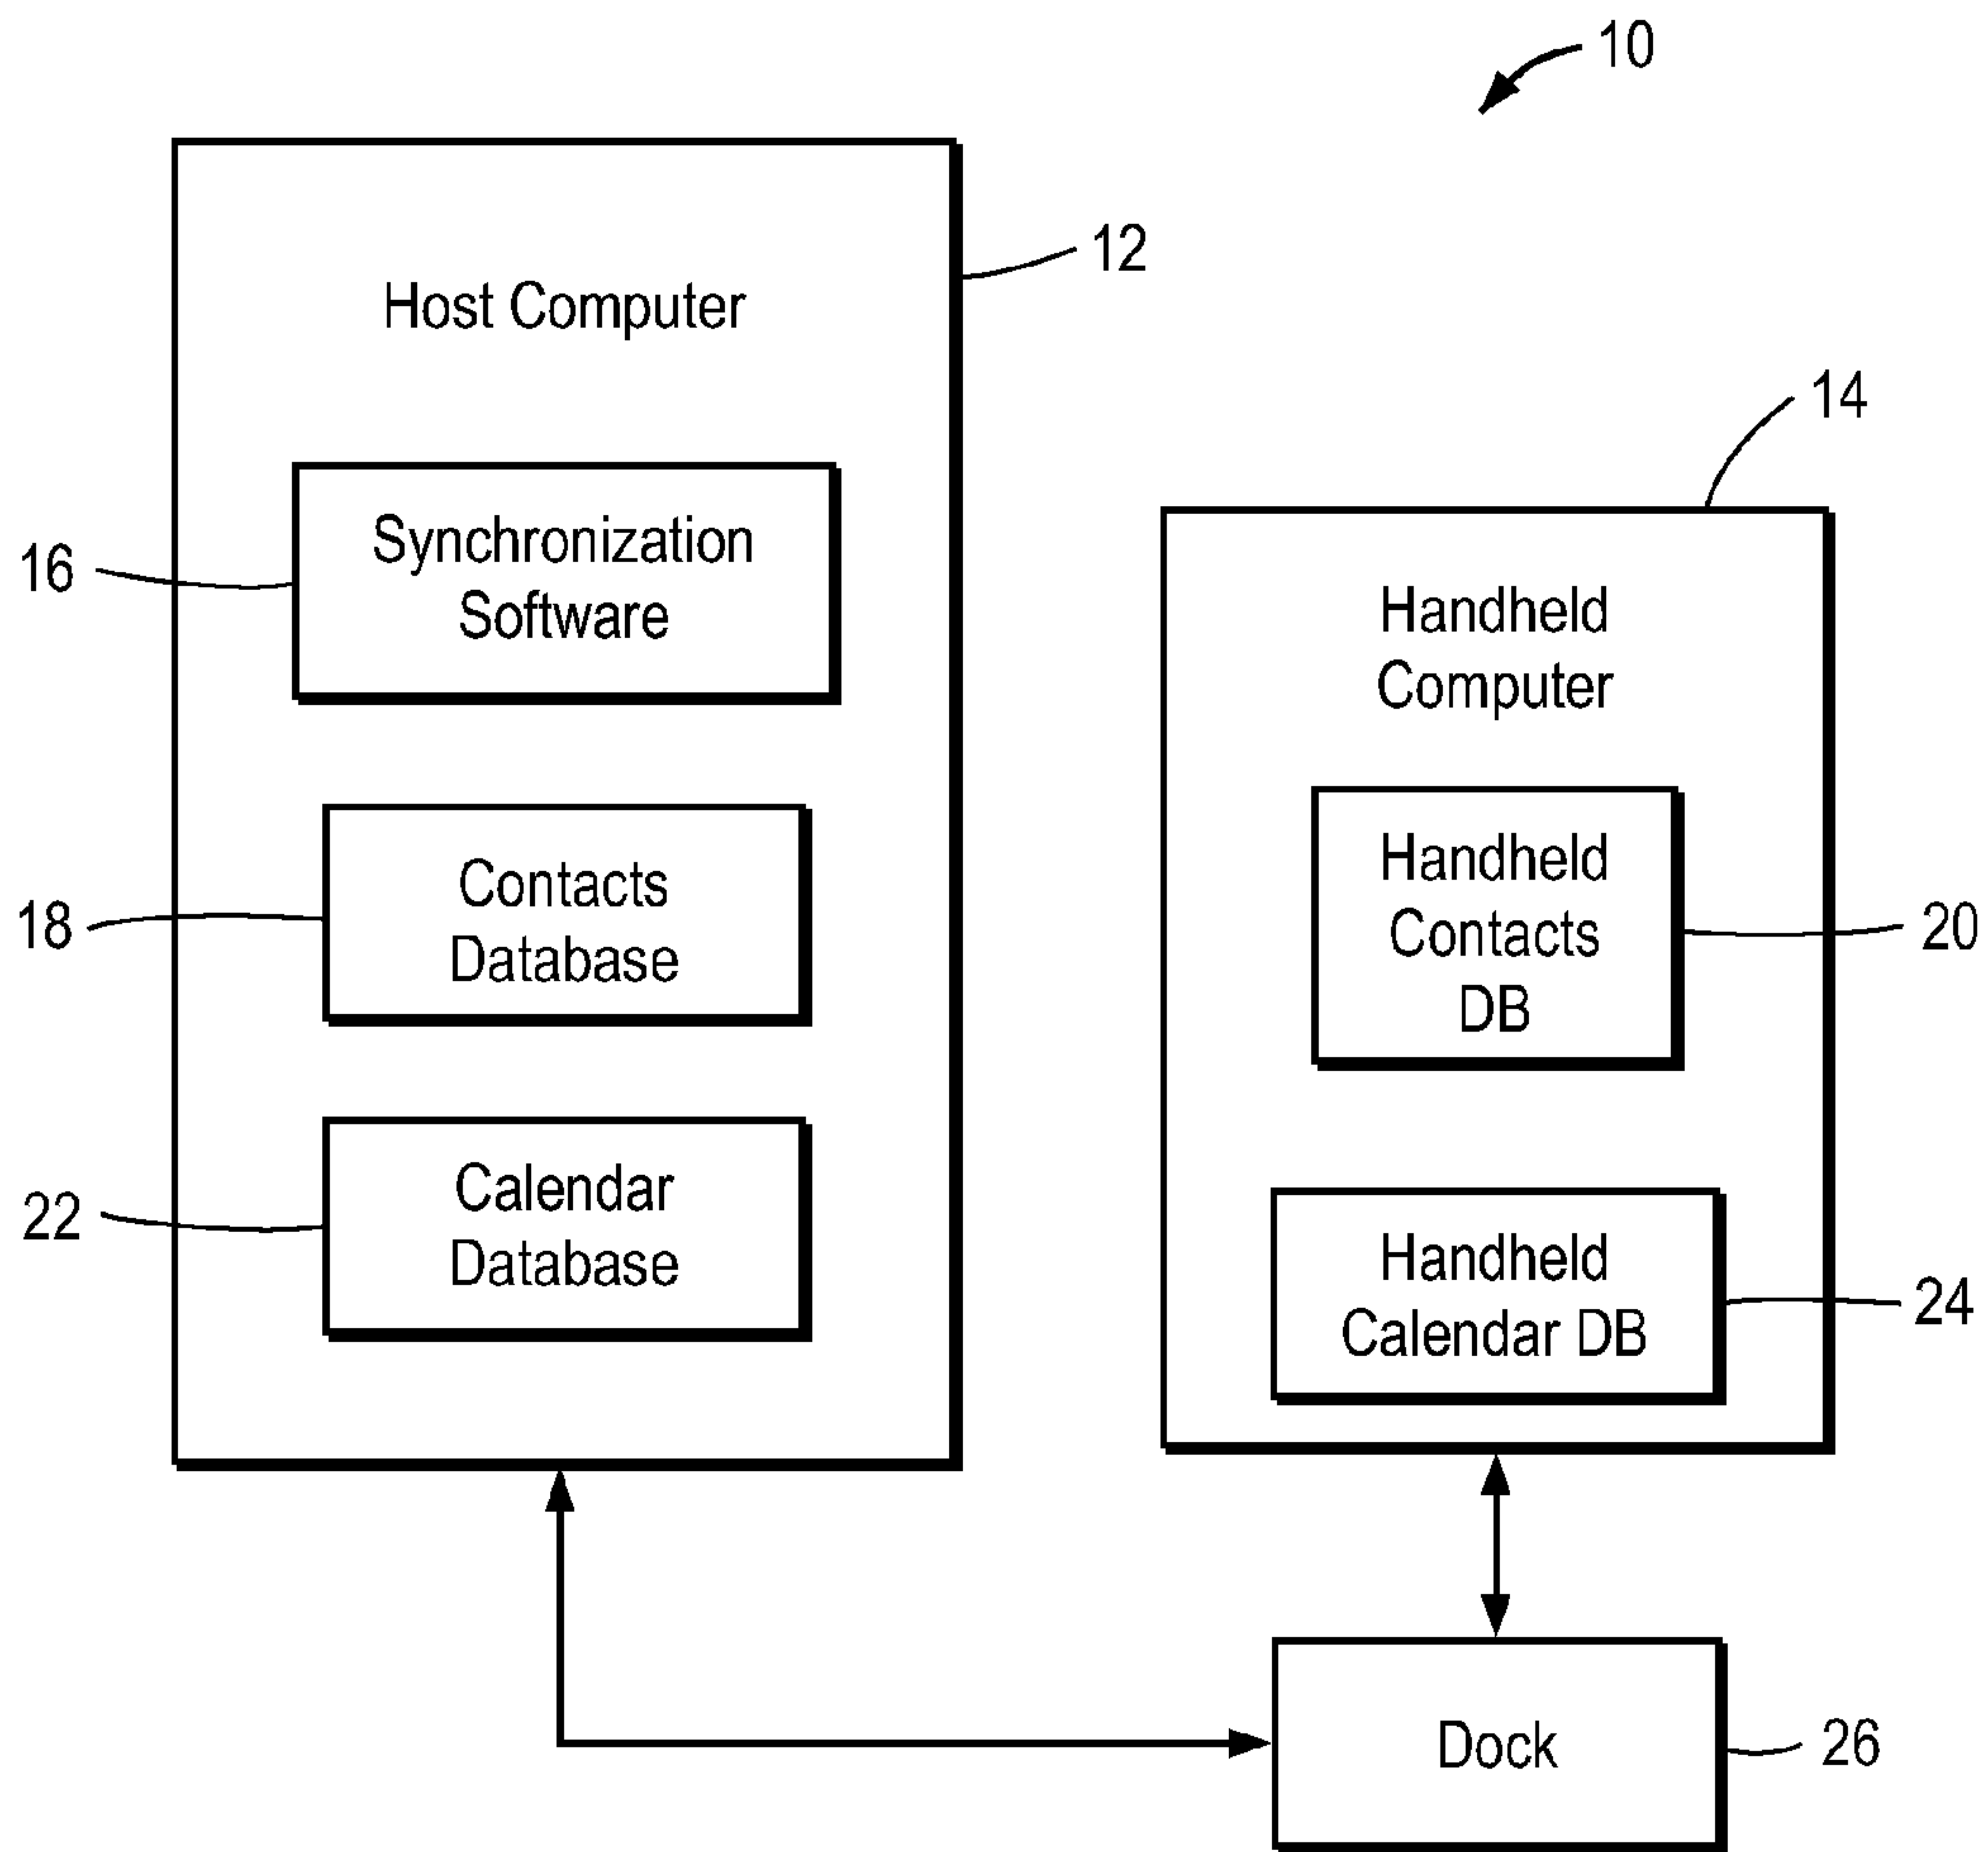 10
12
Host Computer
14
16
Synchronization
Software
Handheld
Computer
18
Contacts
Database
Handheld
Contacts
DB
20
22
Calendar
Database
Handheld
Calendar DB
24
Dock
26